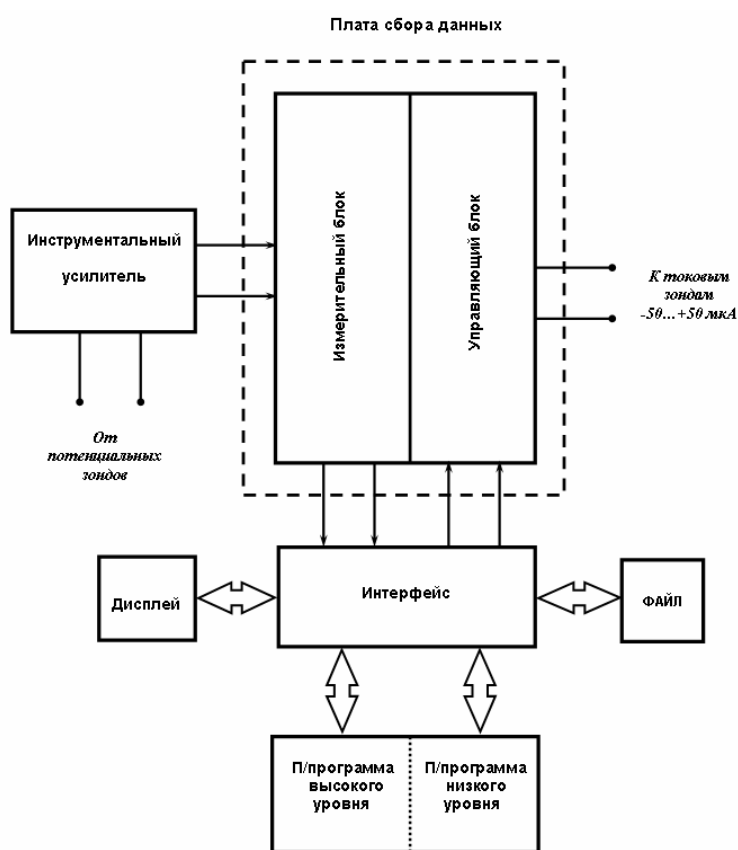 Плата сбора данных
Измерительный блок
Управляющий блок
Инструментальный
усилитель
К токовым
зондам
-50...+50 мкА
От
потенциальных
зондов
Дисплей
Интерфейс
ФАЙЛ
П/программа
высокого
уровня
П/программа
низкого
уровня